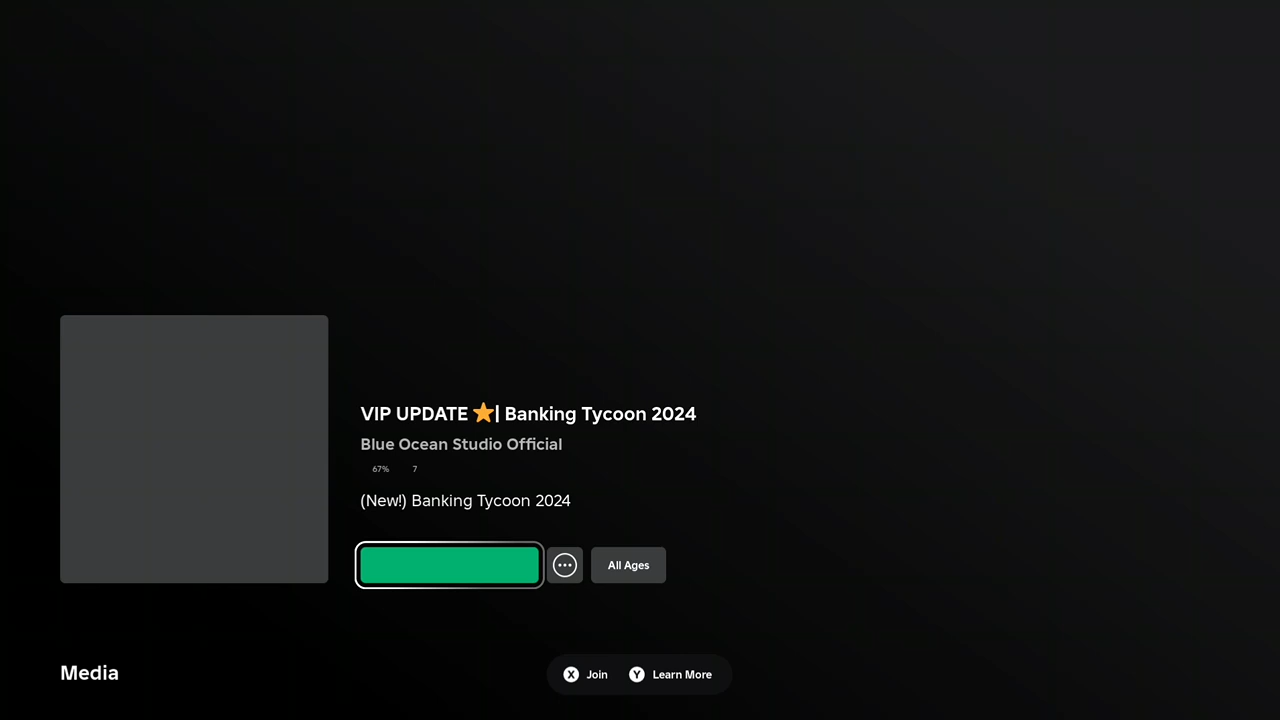 VIP UPDATE ⭐| Banking Tycoon 2024
Blue Ocean Studio Official
67% 7
(New!) Banking Tycoon 2024
All Ages
Media
X Join Y Learn More